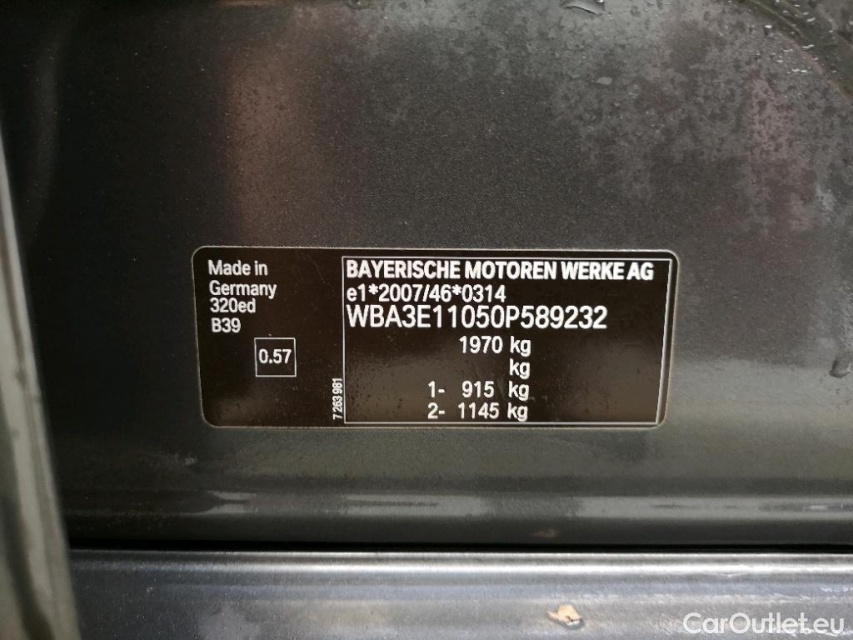 Made in
Germany
320ed
B39
0.57
7 263 981
BAYERISCHE MOTOREN WERKE AG
e1*2007/46*0314
WBA3E11050P589232
1970 kg
kg
1- 915 kg
2- 1145 kg
CarOutlet.eu